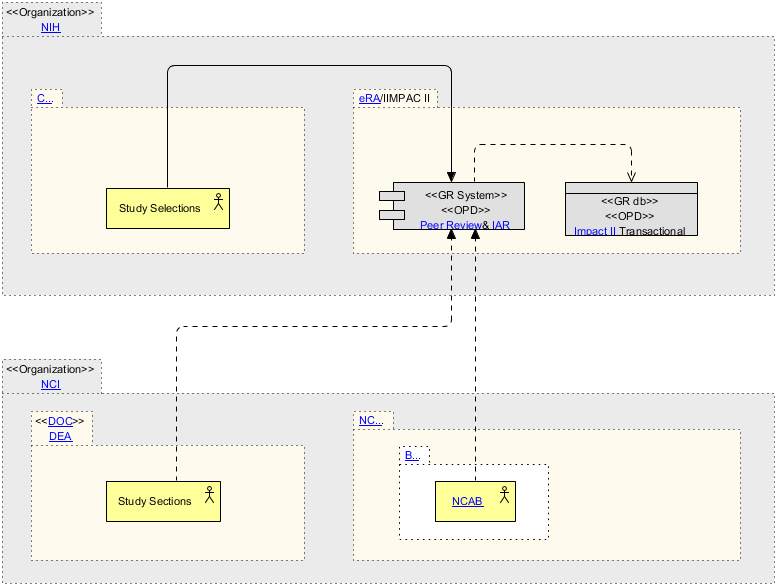 <<Organization>>
NIH
C...
eRA/IIMPAC II
Study Selections
<<GR System>>
<<OPD>>
Peer Review& IAR
<<GR db>>
<<OPD>>
Impact II Transactional
<<Organization>>
NCI
<<DOC>>
DEA
NC...
B...
Study Sections
NCAB